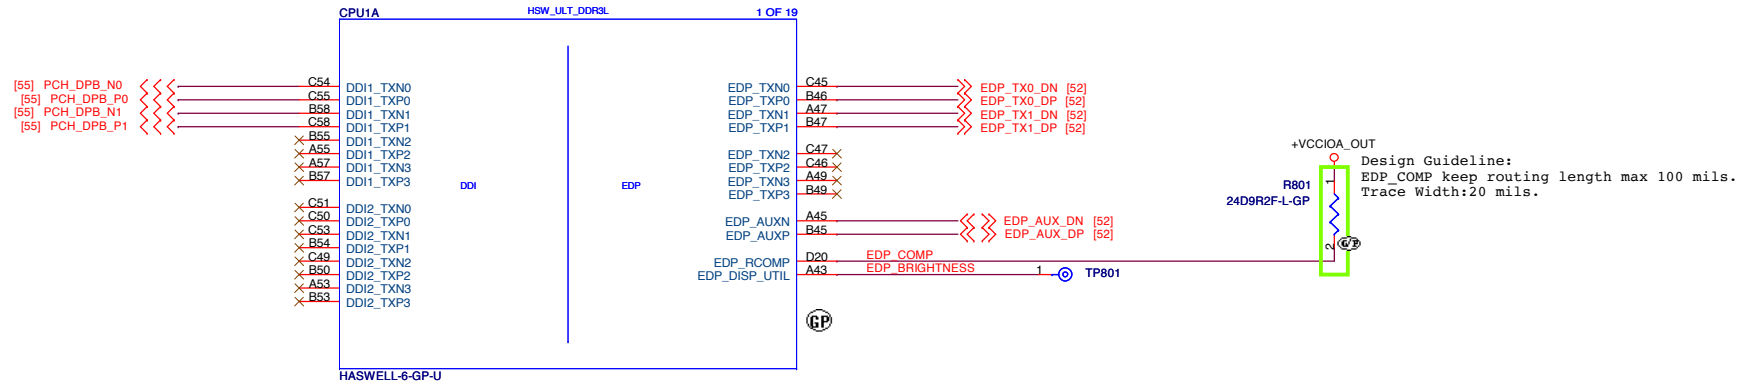 CPU1A HSW_ULT_DDR3L 1 OF 19
[55] PCH_DPB_N0 C54 DDI1_TXN0 EDP_TXN0 C45 EDP_TX0_DN [52]
[55] PCH_DPB_P0 C55 DDI1_TXP0 EDP_TXP0 B46 EDP_TX0_DP [52]
[55] PCH_DPB_N1 B58 DDI1_TXN1 EDP_TXN1 A47 EDP_TX1_DN [52]
[55] PCH_DPB_P1 C58 DDI1_TXP1 EDP_TXP1 B47 EDP_TX1_DP [52]
B55 DDI1_TXN2
A55 DDI1_TXP2 EDP_TXN2 C47
A57 DDI1_TXN3 EDP_TXP2 C46
B57 DDI1_TXP3 EDP_TXN3 A49
EDP_TXP3 B49
DDI EDP
C51 DDI2_TXN0
C50 DDI2_TXP0 EDP_AUXN A45 EDP_AUX_DN [52]
C53 DDI2_TXN1 EDP_AUXP B45 EDP_AUX_DP [52]
B54 DDI2_TXP1
C49 DDI2_TXN2 EDP_RCOMP D20 EDP_COMP
B50 DDI2_TXP2 EDP_DISP_UTIL A43 EDP_BRIGHTNESS 1 TP801
A53 DDI2_TXN3
B53 DDI2_TXP3
GP
HASWELL-6-GP-U
+VCCIOA_OUT
R801
24D9R2F-L-GP
1
2
GP
Design Guideline:
EDP_COMP keep routing length max 100 mils.
Trace Width:20 mils.